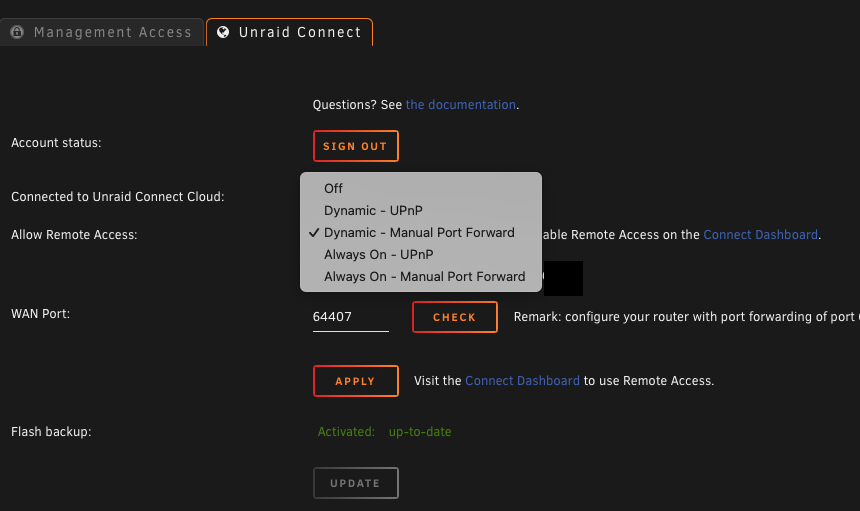 Management Access
Unraid Connect
Questions? See the documentation.
Account status:
SIGN OUT
Connected to Unraid Connect Cloud:
Off
Dynamic - UPnP
Dynamic - Manual Port Forward
Always On - UPnP
Always On - Manual Port Forward
Allow Remote Access:
able Remote Access on the Connect Dashboard.
WAN Port:
64407
CHECK
Remark: configure your router with port forwarding of port
APPLY
Visit the Connect Dashboard to use Remote Access.
Flash backup:
Activated: up-to-date
UPDATE